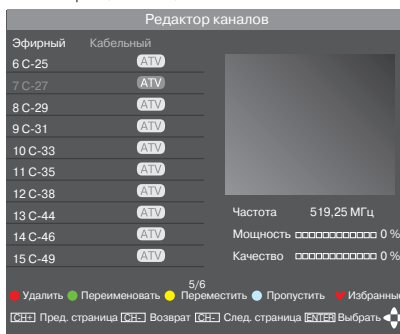 Редактор каналов
Эфирный Кабельный
6 C-25 ATV
7 C-27 ATV
8 C-29 ATV
9 C-31 ATV
10 C-33 ATV
11 C-35 ATV
12 C-38 ATV
13 C-44 ATV
14 C-46 ATV
15 C-49 ATV
Частота 519,25 МГц
Мощность 0 %
Качество 0 %
5/6
Удалить Переименовать Переместить Пропустить Избранные
CH+ Пред. страница CH- Возврат CH- След. страница ENTER Выбрать